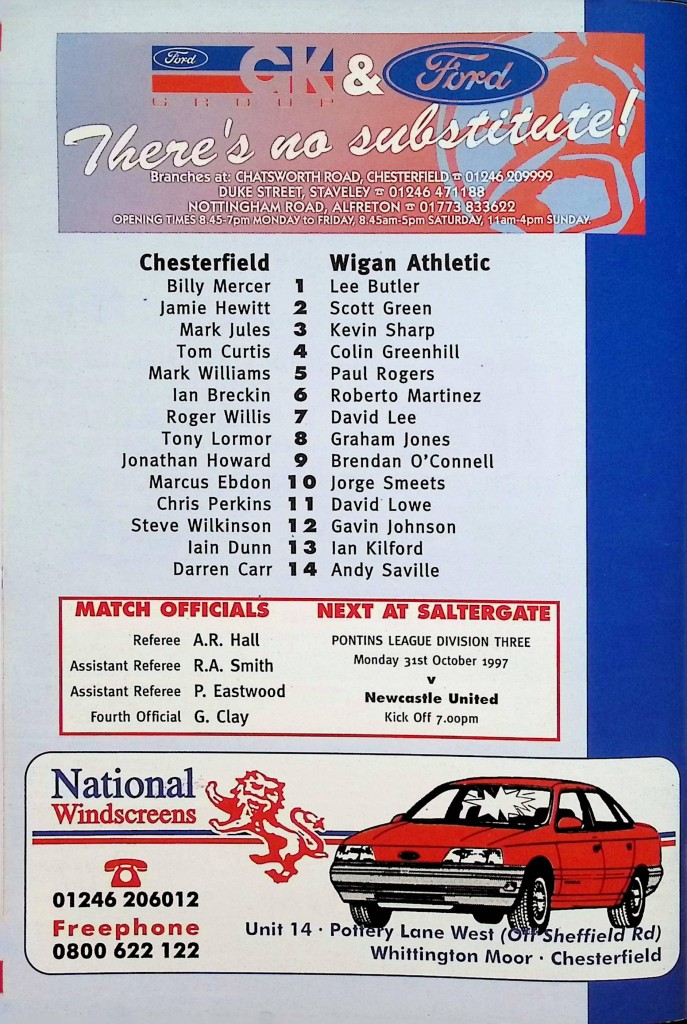 Ford GK & Ford
GROUP
There's no substitute!
Branches at: CHATSWORTH ROAD, CHESTERFIELD ☎ 01246 209999
DUKE STREET, STAVELEY ☎ 01246 471188
NOTTINGHAM ROAD, ALFRETON ☎ 01773 833622
OPENING TIMES 8.45-7pm MONDAY to FRIDAY, 8.45am-5pm SATURDAY, 11am-4pm SUNDAY.
Chesterfield Wigan Athletic
Billy Mercer 1 Lee Butler
Jamie Hewitt 2 Scott Green
Mark Jules 3 Kevin Sharp
Tom Curtis 4 Colin Greenhill
Mark Williams 5 Paul Rogers
Ian Breckin 6 Roberto Martinez
Roger Willis 7 David Lee
Tony Lormor 8 Graham Jones
Jonathan Howard 9 Brendan O'Connell
Marcus Ebdon 10 Jorge Smeets
Chris Perkins 11 David Lowe
Steve Wilkinson 12 Gavin Johnson
Iain Dunn 13 Ian Kilford
Darren Carr 14 Andy Saville
MATCH OFFICIALS
Referee A.R. Hall
Assistant Referee R.A. Smith
Assistant Referee P. Eastwood
Fourth Official G. Clay
NEXT AT SALTERGATE
PONTINS LEAGUE DIVISION THREE
Monday 31st October 1997
v
Newcastle United
Kick Off 7.00pm
National
Windscreens
01246 206012
Freephone
0800 622 122
Unit 14 · Pottery Lane West (Off Sheffield Rd)
Whittington Moor · Chesterfield